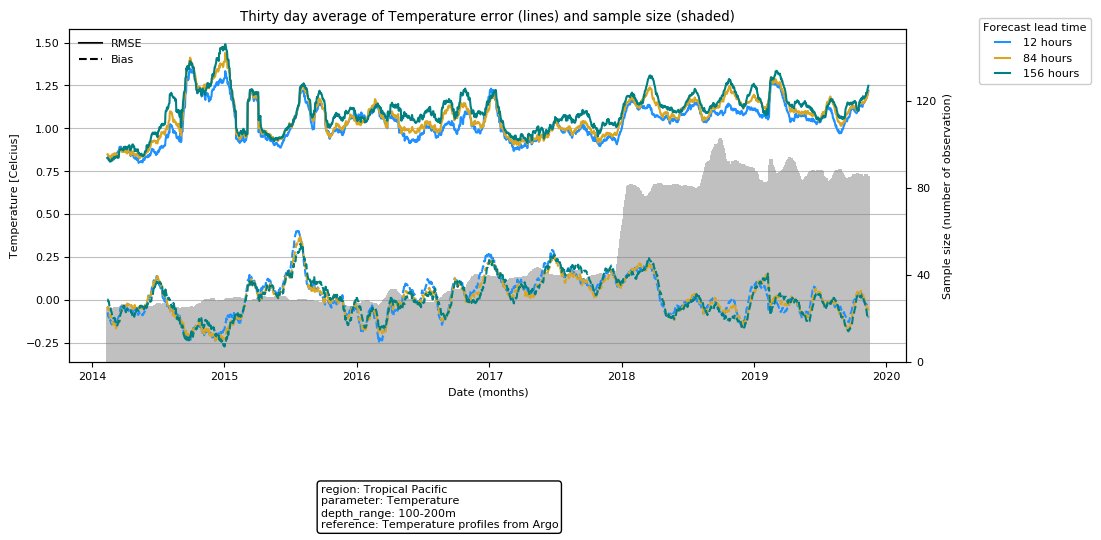 Thirty day average of Temperature error (lines) and sample size (shaded)
Forecast lead time
12 hours
84 hours
156 hours
RMSE
Bias
Temperature [Celcius]
1.50
1.25
1.00
0.75
0.50
0.25
0.00
−0.25
Sample size (number of observation)
120
80
40
0
2014
2015
2016
2017
2018
2019
2020
Date (months)
region: Tropical Pacific
parameter: Temperature
depth_range: 100-200m
reference: Temperature profiles from Argo